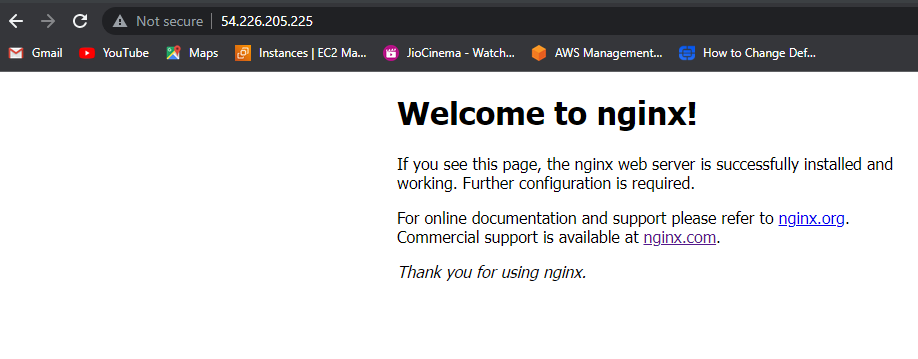 Not secure 54.226.205.225
Gmail YouTube Maps Instances | EC2 Ma... JioCinema - Watch... AWS Management... How to Change Def...
Welcome to nginx!
If you see this page, the nginx web server is successfully installed and
working. Further configuration is required.
For online documentation and support please refer to nginx.org.
Commercial support is available at nginx.com.
Thank you for using nginx.